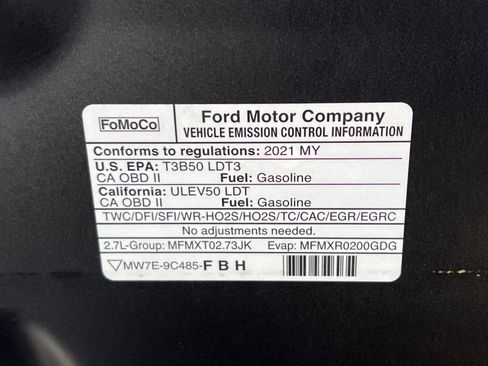 FoMoCo
Ford Motor Company
VEHICLE EMISSION CONTROL INFORMATION
Conforms to regulations: 2021 MY
U.S. EPA: T3B50 LDT3
CA OBD II Fuel: Gasoline
California: ULEV50 LDT
CA OBD II Fuel: Gasoline
TWC/DFI/SFI/WR-HO2S/HO2S/TC/CAC/EGR/EGRC
No adjustments needed.
2.7L-Group: MFMXT02.73JK Evap: MFMXR0200GDG
MW7E-9C485-F B H